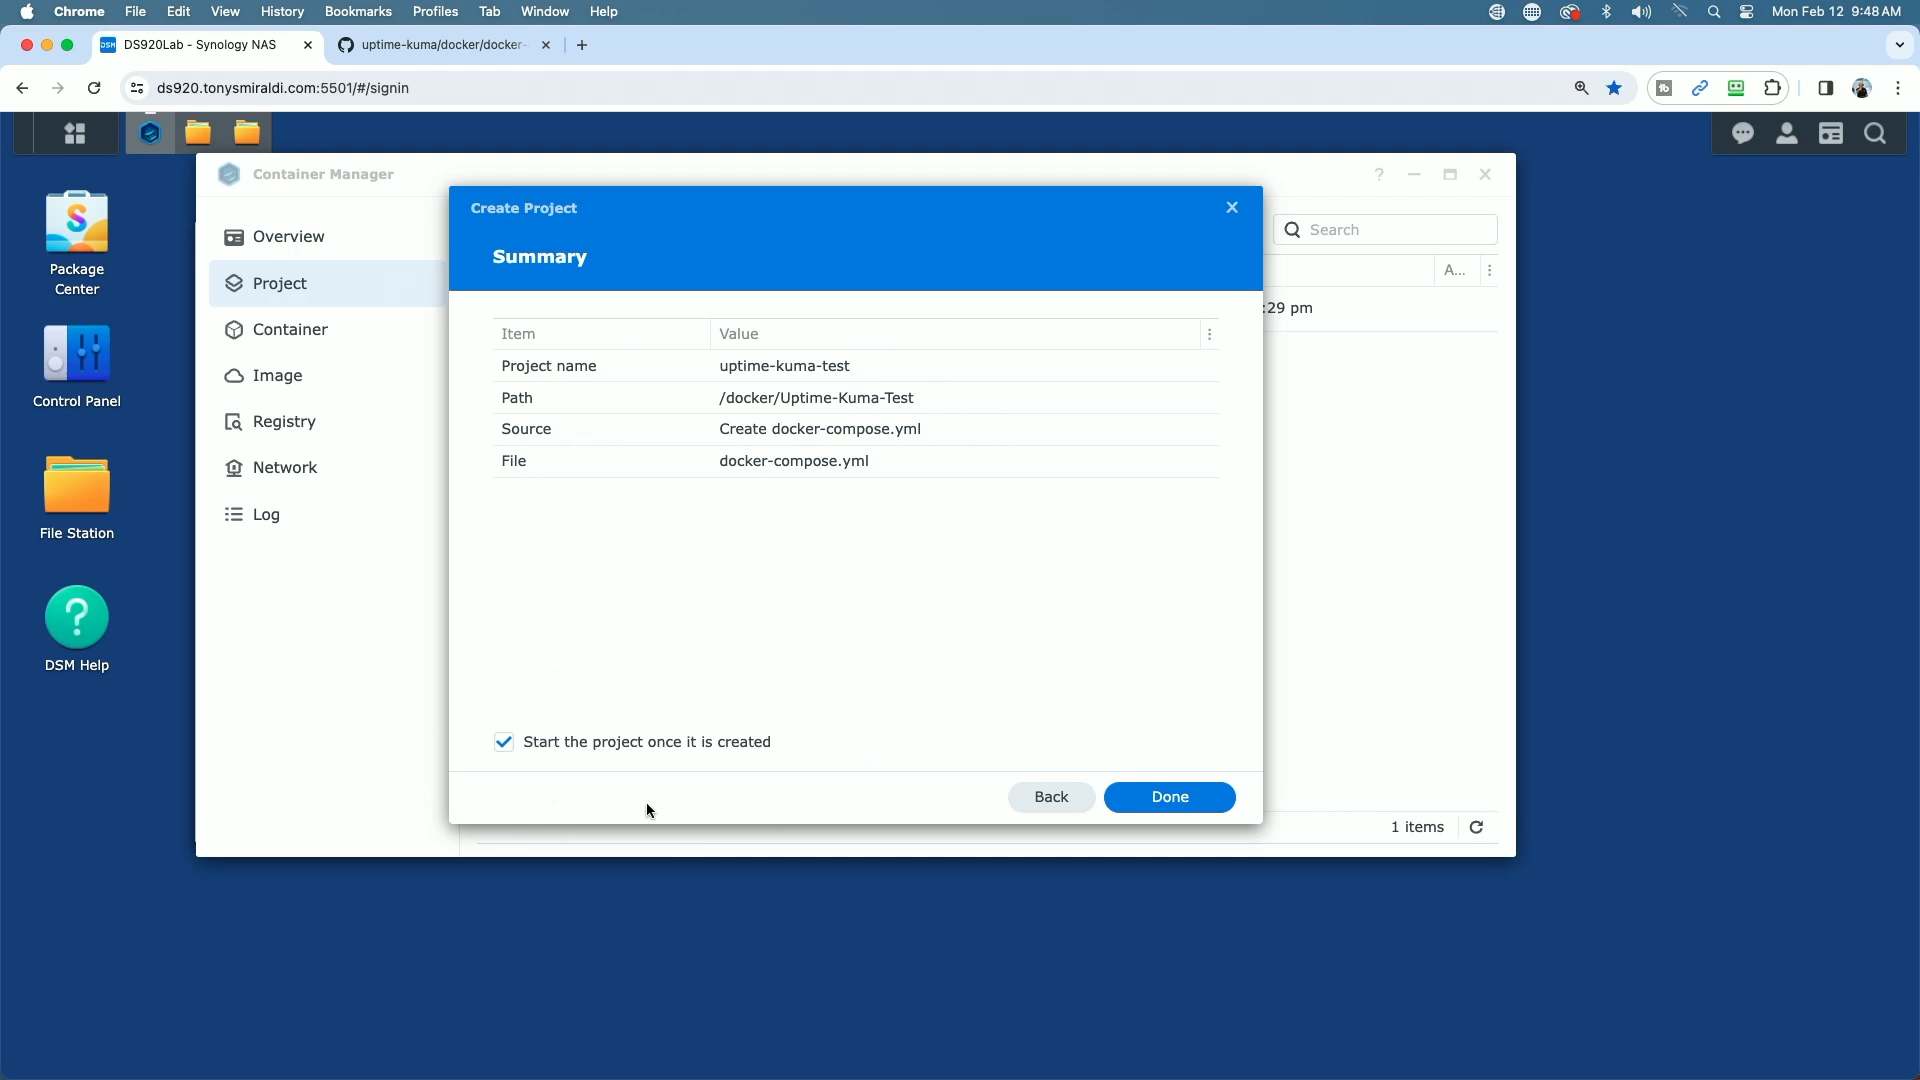 Chrome File Edit View History Bookmarks Profiles Tab Window Help Mon Feb 12 9:48 AM
DSM DS920Lab - Synology NAS uptime-kuma/docker/docker-
ds920.tonysmiraldi.com:5501/#/signin
Container Manager
Create Project
Summary
Search
Overview
Project
Container
Image
Registry
Network
Log
Package
Center
Control Panel
File Station
DSM Help
A...
:29 pm
Item Value
Project name uptime-kuma-test
Path /docker/Uptime-Kuma-Test
Source Create docker-compose.yml
File docker-compose.yml
Start the project once it is created
Back Done
1 items